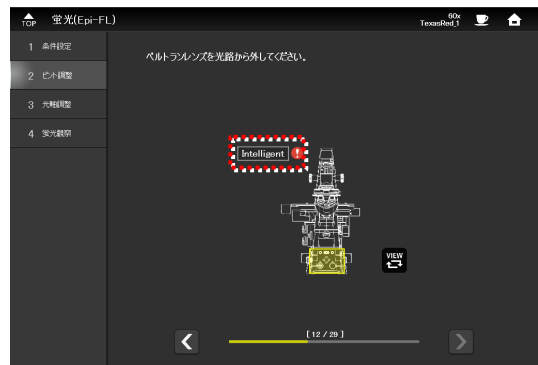 TOP
蛍光(Epi-FL)
60x
TexasRed_1
1 条件設定
2 ピント調整
3 光軸調整
4 蛍光観察
ベルトランレンズを光路から外してください。
Intelligent
VIEW
[ 12 / 29 ]